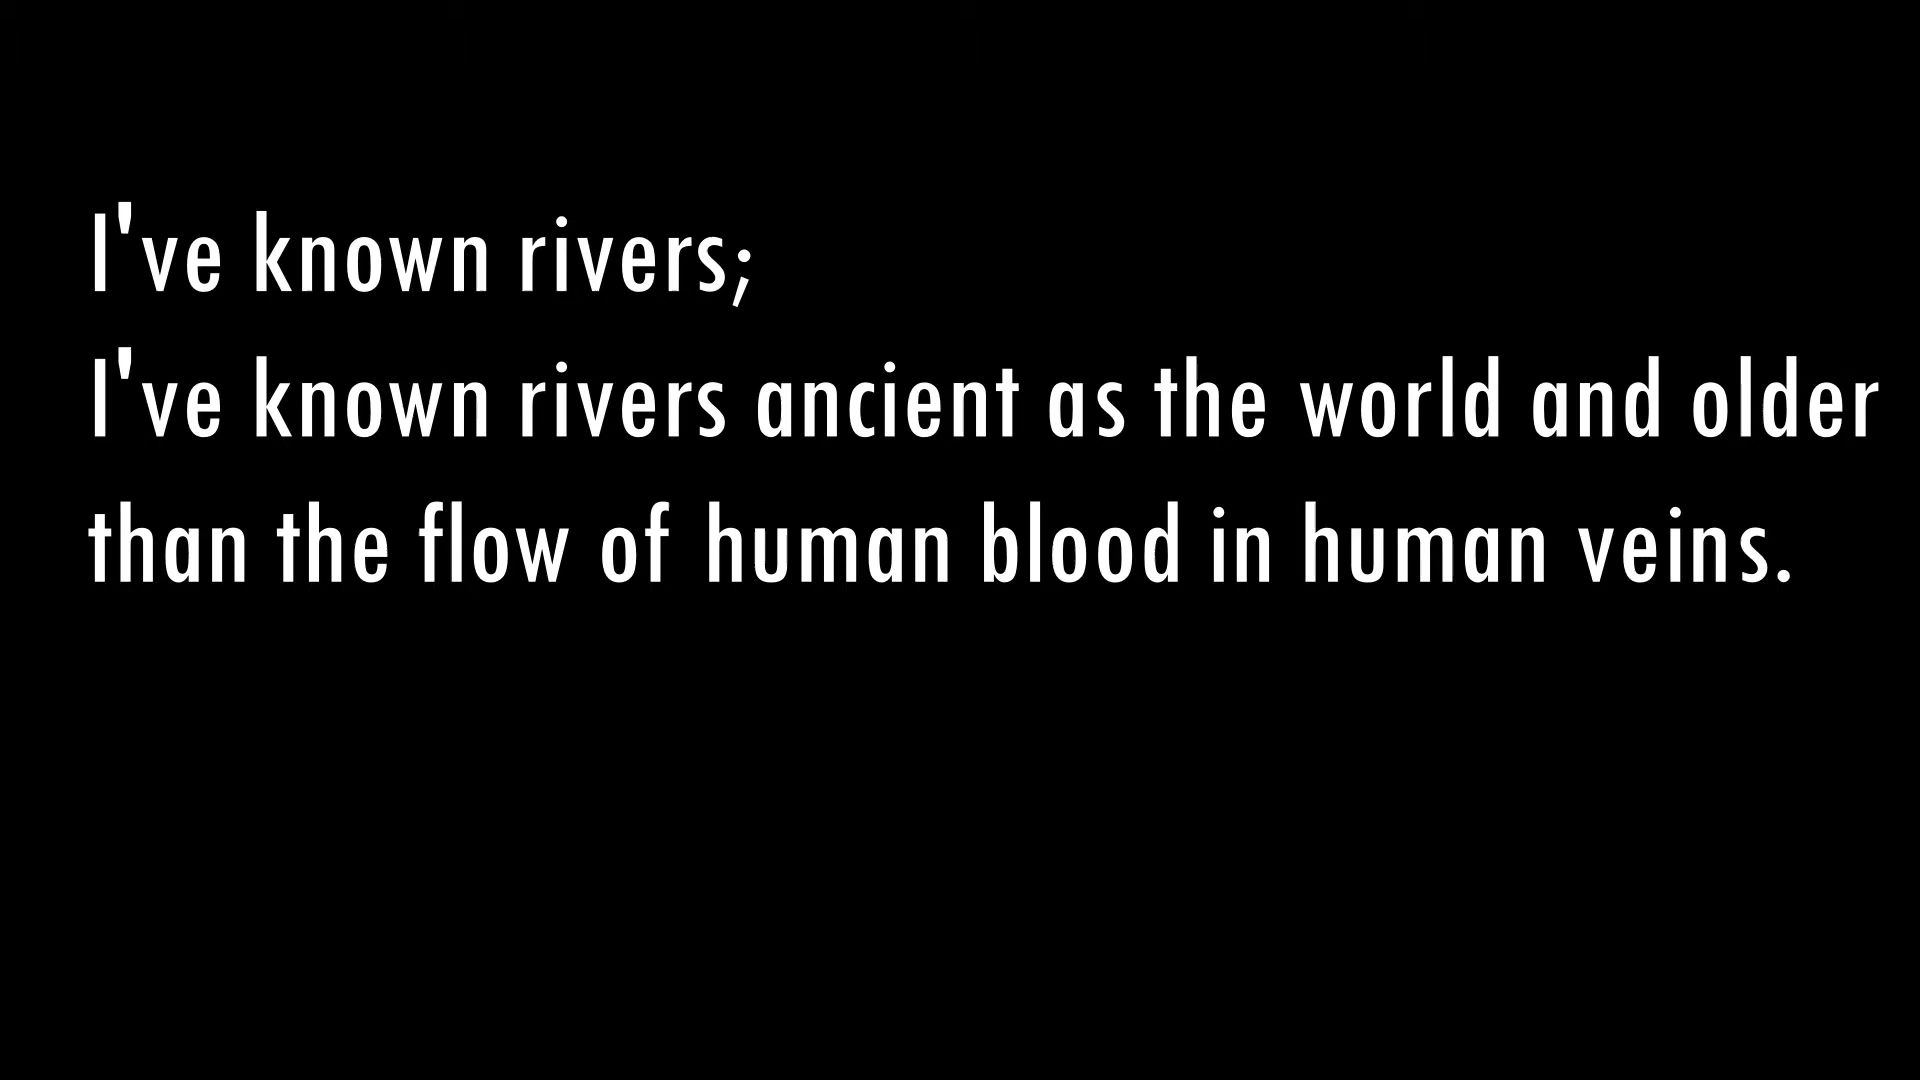 I've known rivers;
I've known rivers ancient as the world and older
than the flow of human blood in human veins.